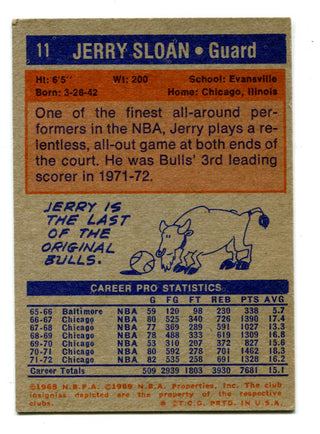 11 JERRY SLOAN • Guard
Ht: 6'5" Wt: 200 School: Evansville
Born: 3-28-42 Home: Chicago, Illinois
One of the finest all-around per-
formers in the NBA, Jerry plays a re-
lentless, all-out game at both ends
of the court. He was Bulls' 3rd leading
scorer in 1971-72.
JERRY IS
THE LAST
OF THE
ORIGINAL
BULLS.
CAREER PRO STATISTICS
G FG FT REB PTS AVG
65-66 Baltimore NBA 59 120 98 230 338 5.7
66-67 Chicago NBA 80 525 340 726 1390 17.4
67-68 Chicago NBA 77 369 289 591 1027 13.3
68-69 Chicago NBA 78 488 333 619 1309 16.8
69-70 Chicago NBA 53 310 207 372 827 15.6
70-71 Chicago NBA 80 592 278 701 1462 18.3
71-72 Chicago NBA 82 535 258 691 1328 16.2
Career Totals 509 2939 1803 3930 7681 15.1
©1968 N.B.P.A. ©1969 N.B.A. Properties, Inc. The club
insignias depicted are the property of the respective
clubs. © T.C.G. PRTD. IN U.S.A.